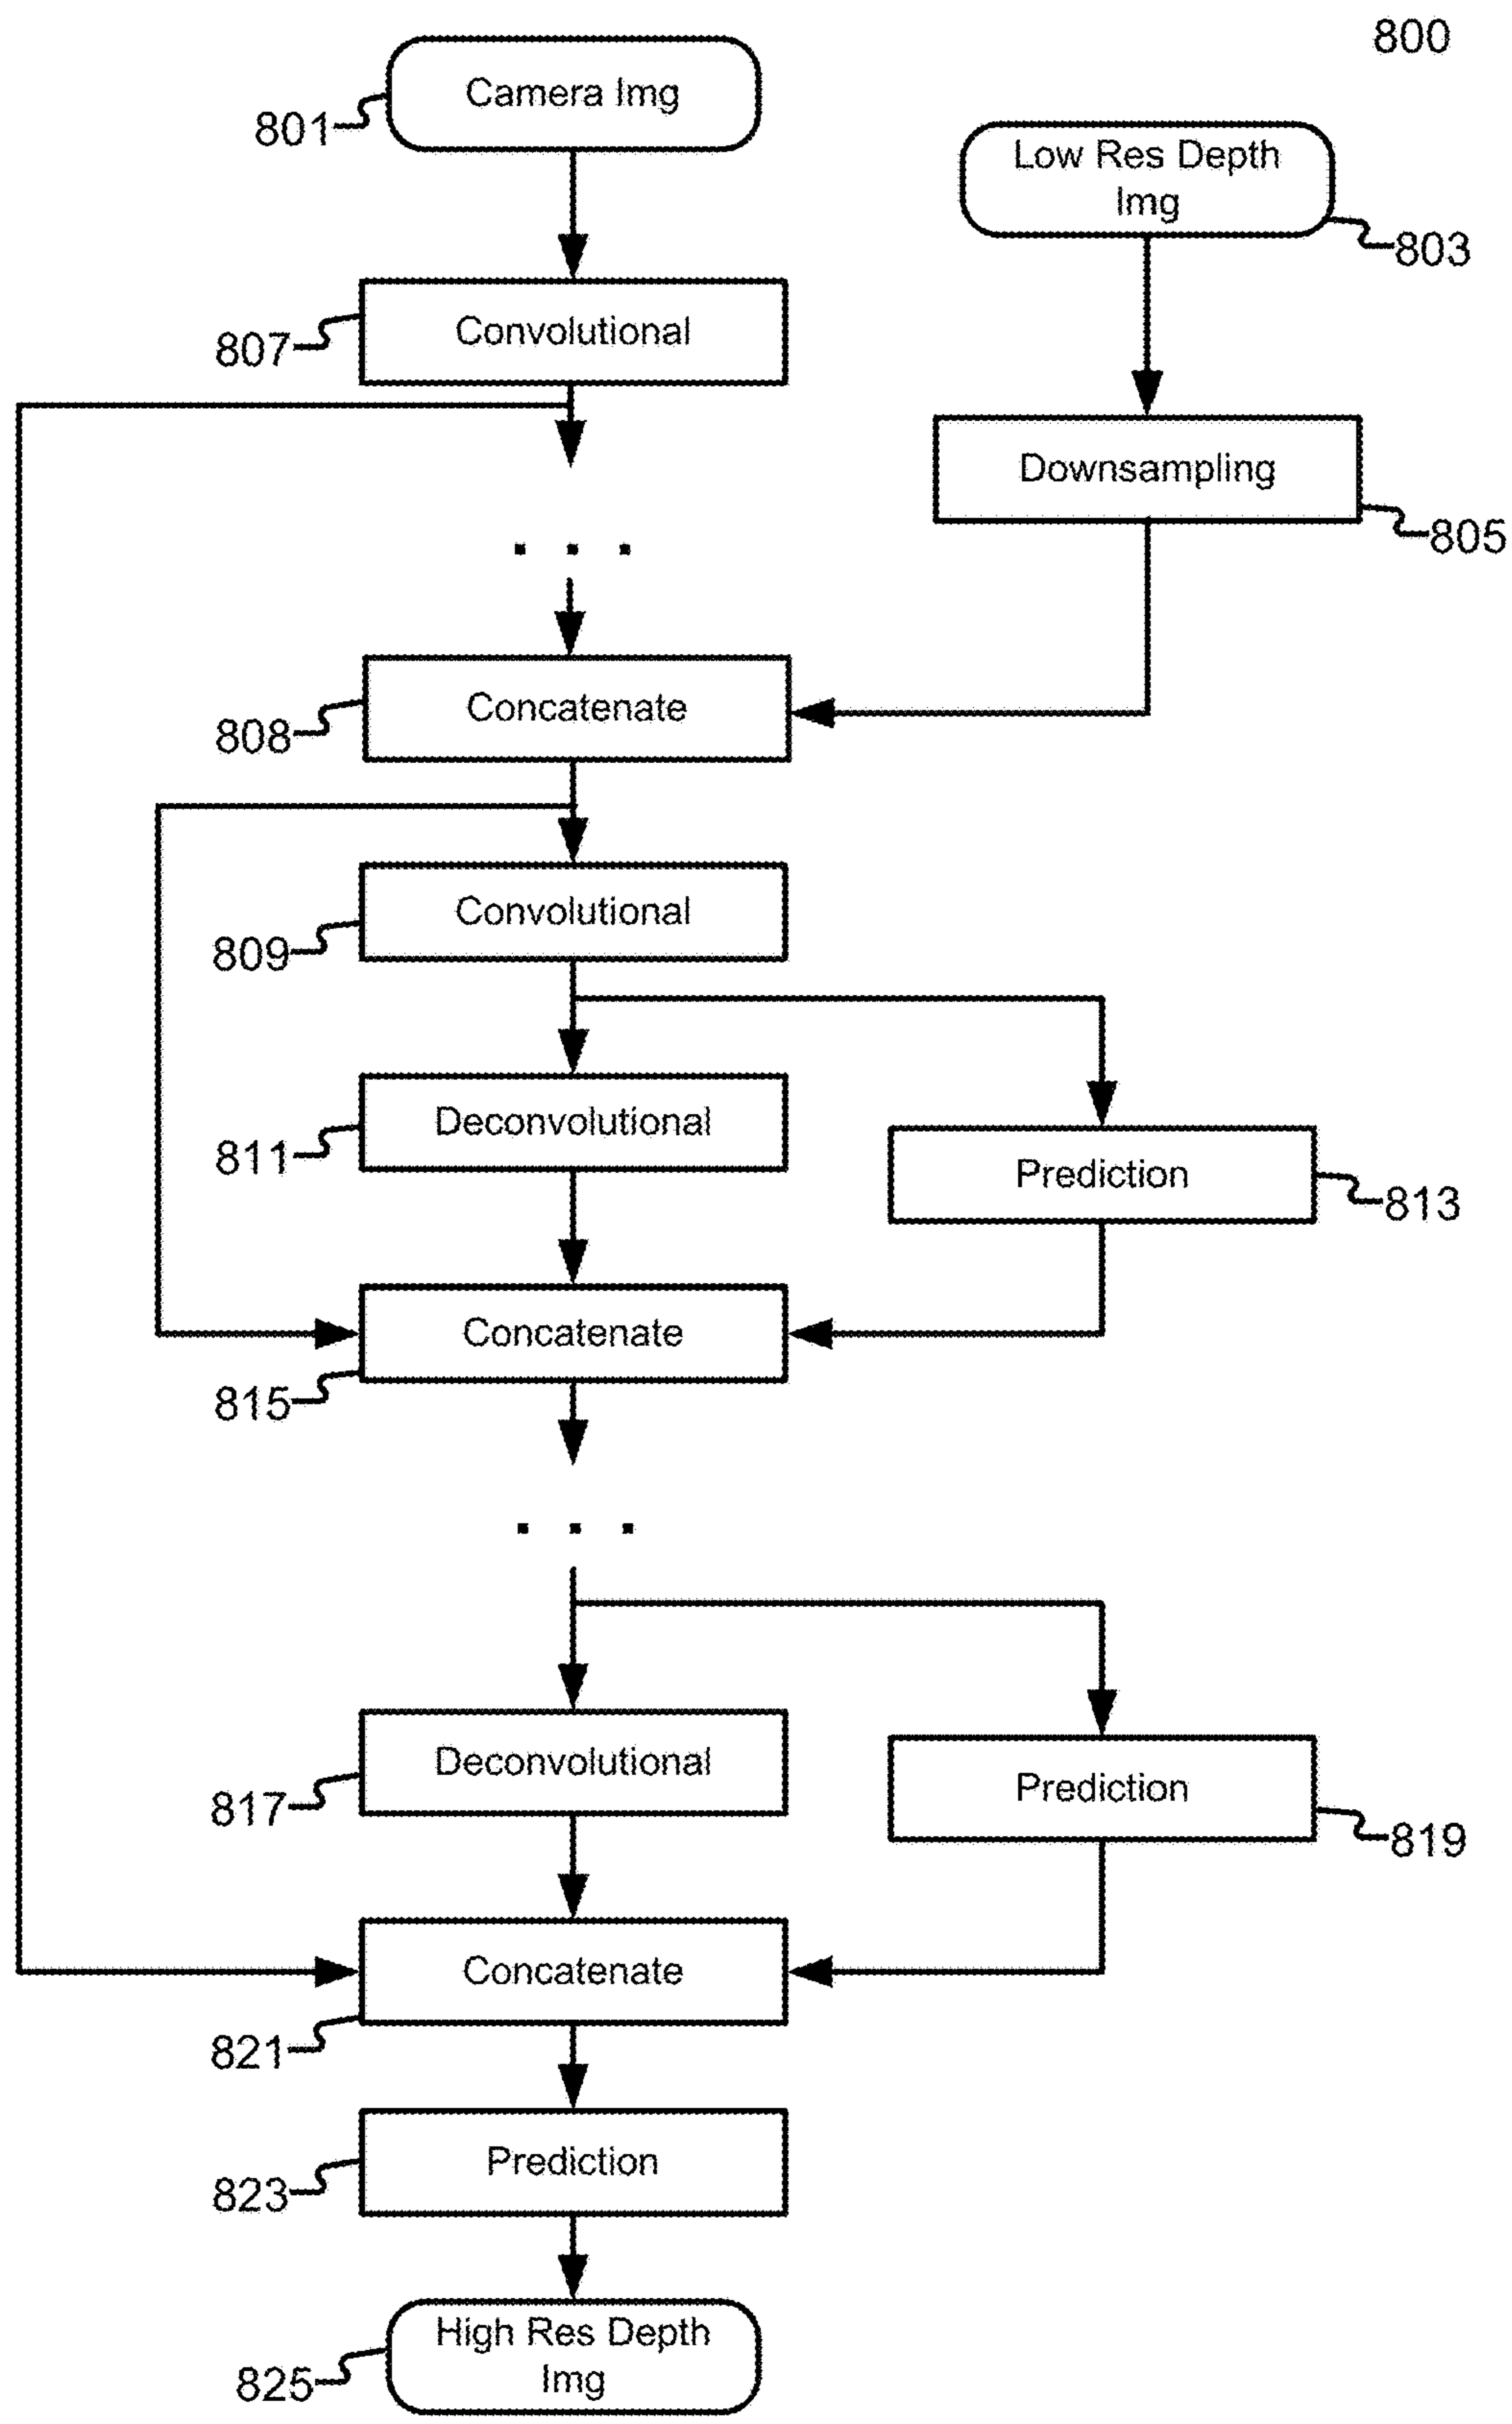 800
Camera Img
801
Low Res Depth
Img
803
Convolutional
807
Downsampling
805
. . .
Concatenate
808
Convolutional
809
Deconvolutional
811
Prediction
813
Concatenate
815
. . .
Deconvolutional
817
Prediction
819
Concatenate
821
Prediction
823
High Res Depth
Img
825